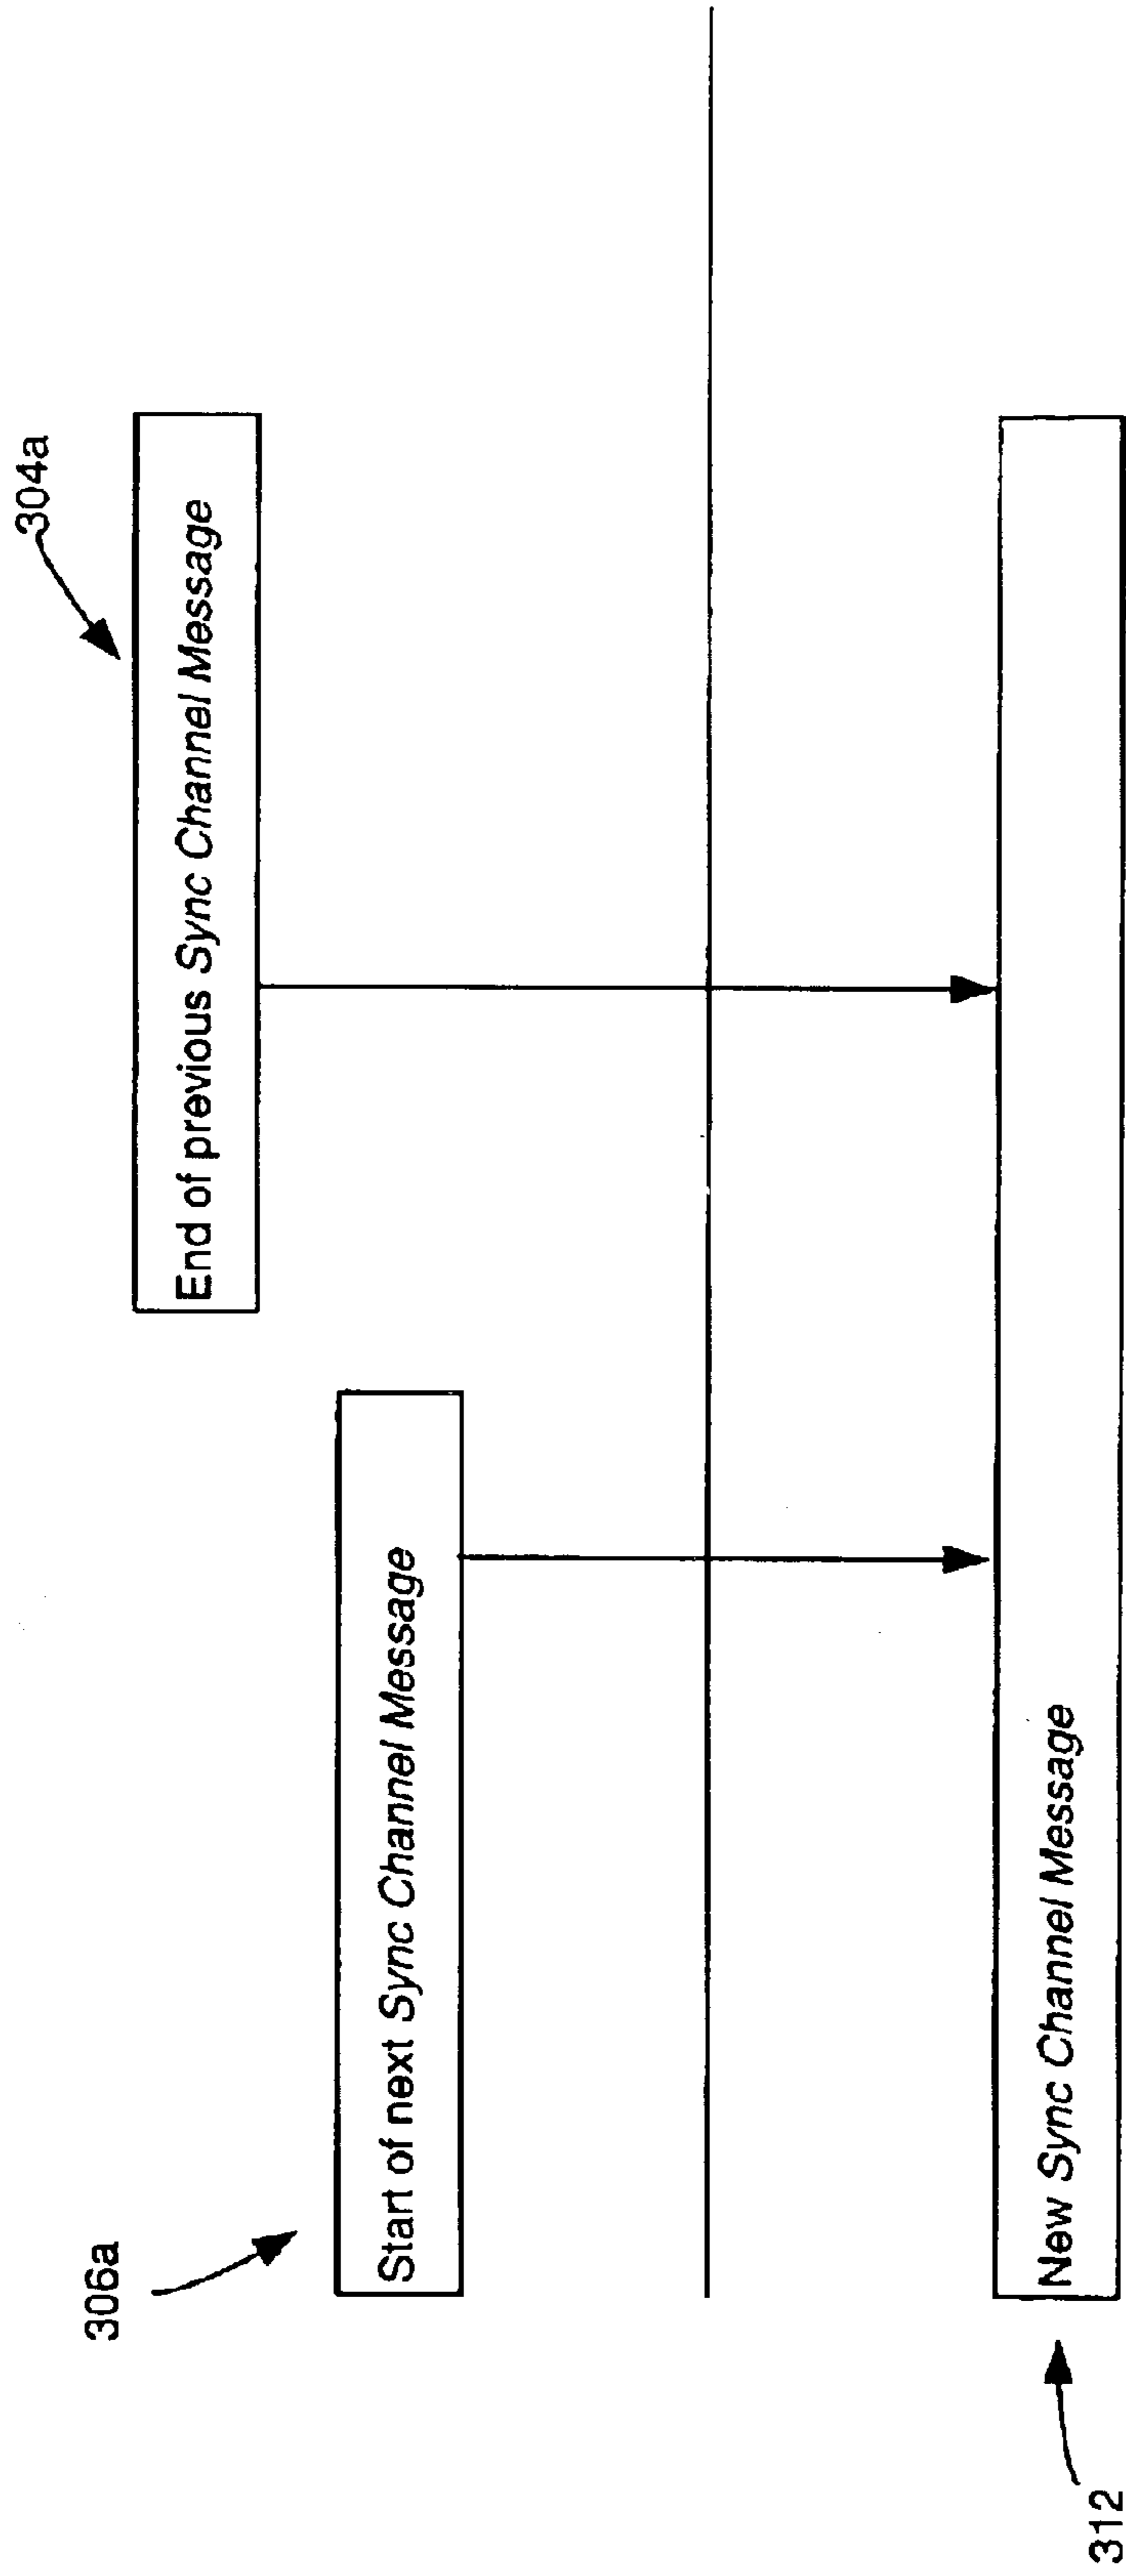 304a
End of previous Sync Channel Message
306a
Start of next Sync Channel Message
312
New Sync Channel Message